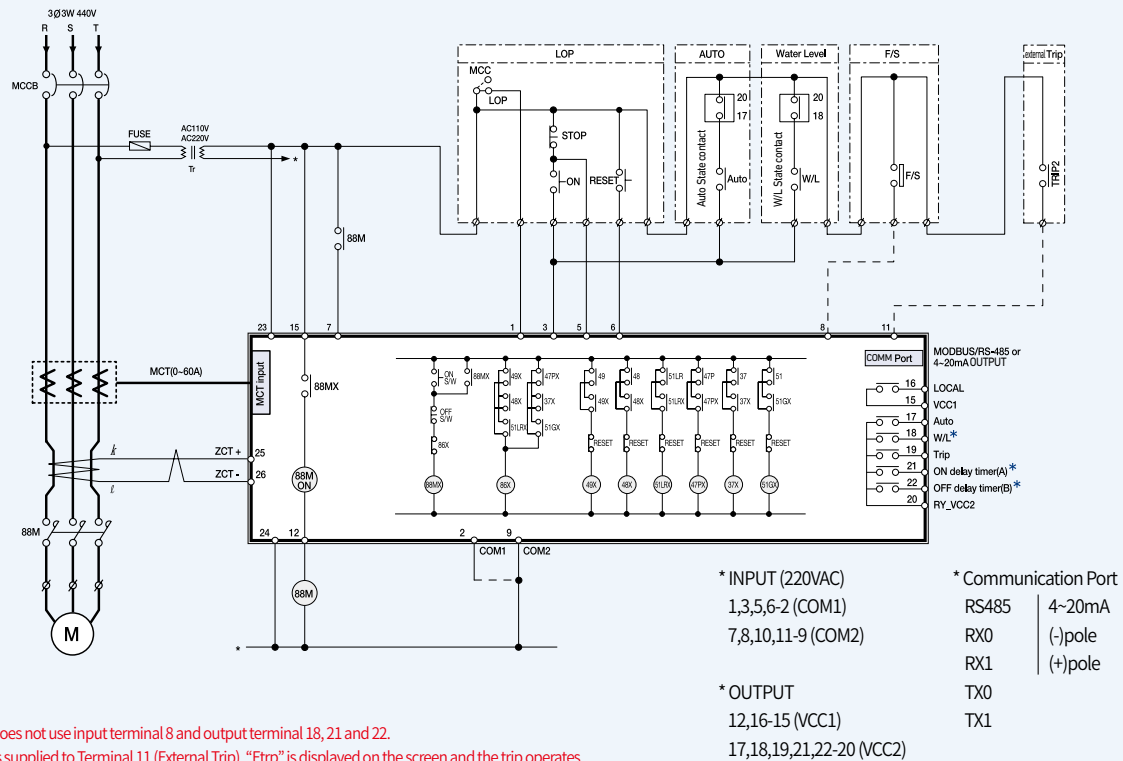 3Ø3W 440V
R S T
MCCB
FUSE
AC110V
AC220V
Tr
*
88M
LOP
MCC
LOP
STOP
ON
RESET
AUTO
20
17
Auto State contact
Auto
Water Level
20
18
W/L State contact
W/L
F/S
F/S
external Trip
TRIP2
23 15 7 1 3 5 6 8 11
MCT(0~60A)
MCT input
88MX
ON
S/W
88MX
OFF
S/W
86X
88MX
49X
48X
51LRX
47PX
37X
51GX
86X
49
49X
RESET
49X
48
48X
RESET
48X
51LR
51LRX
RESET
51LRX
47P
47PX
RESET
47PX
37
37X
RESET
37X
51
51GX
RESET
51GX
COMM Port
MODBUS/RS-485 or
4~20mA OUTPUT
16 LOCAL
15 VCC1
17 Auto
18 W/L*
19 Trip
21 ON delay timer(A)*
22 OFF delay timer(B)*
20 RY_VCC2
k
l
ZCT + 25
ZCT - 26
88M
ON
24 12 2 9
COM1 COM2
88M
88M
M
*
* INPUT (220VAC)
1,3,5,6-2 (COM1)
7,8,10,11-9 (COM2)
* OUTPUT
12,16-15 (VCC1)
17,18,19,21,22-20 (VCC2)
* Communication Port
RS485 4~20mA
RX0 (-)pole
RX1 (+)pole
TX0
TX1
oes not use input terminal 8 and output terminal 18, 21 and 22.
s supplied to Terminal 11 (External Trip), "Etrp" is displayed on the screen and the trip operates